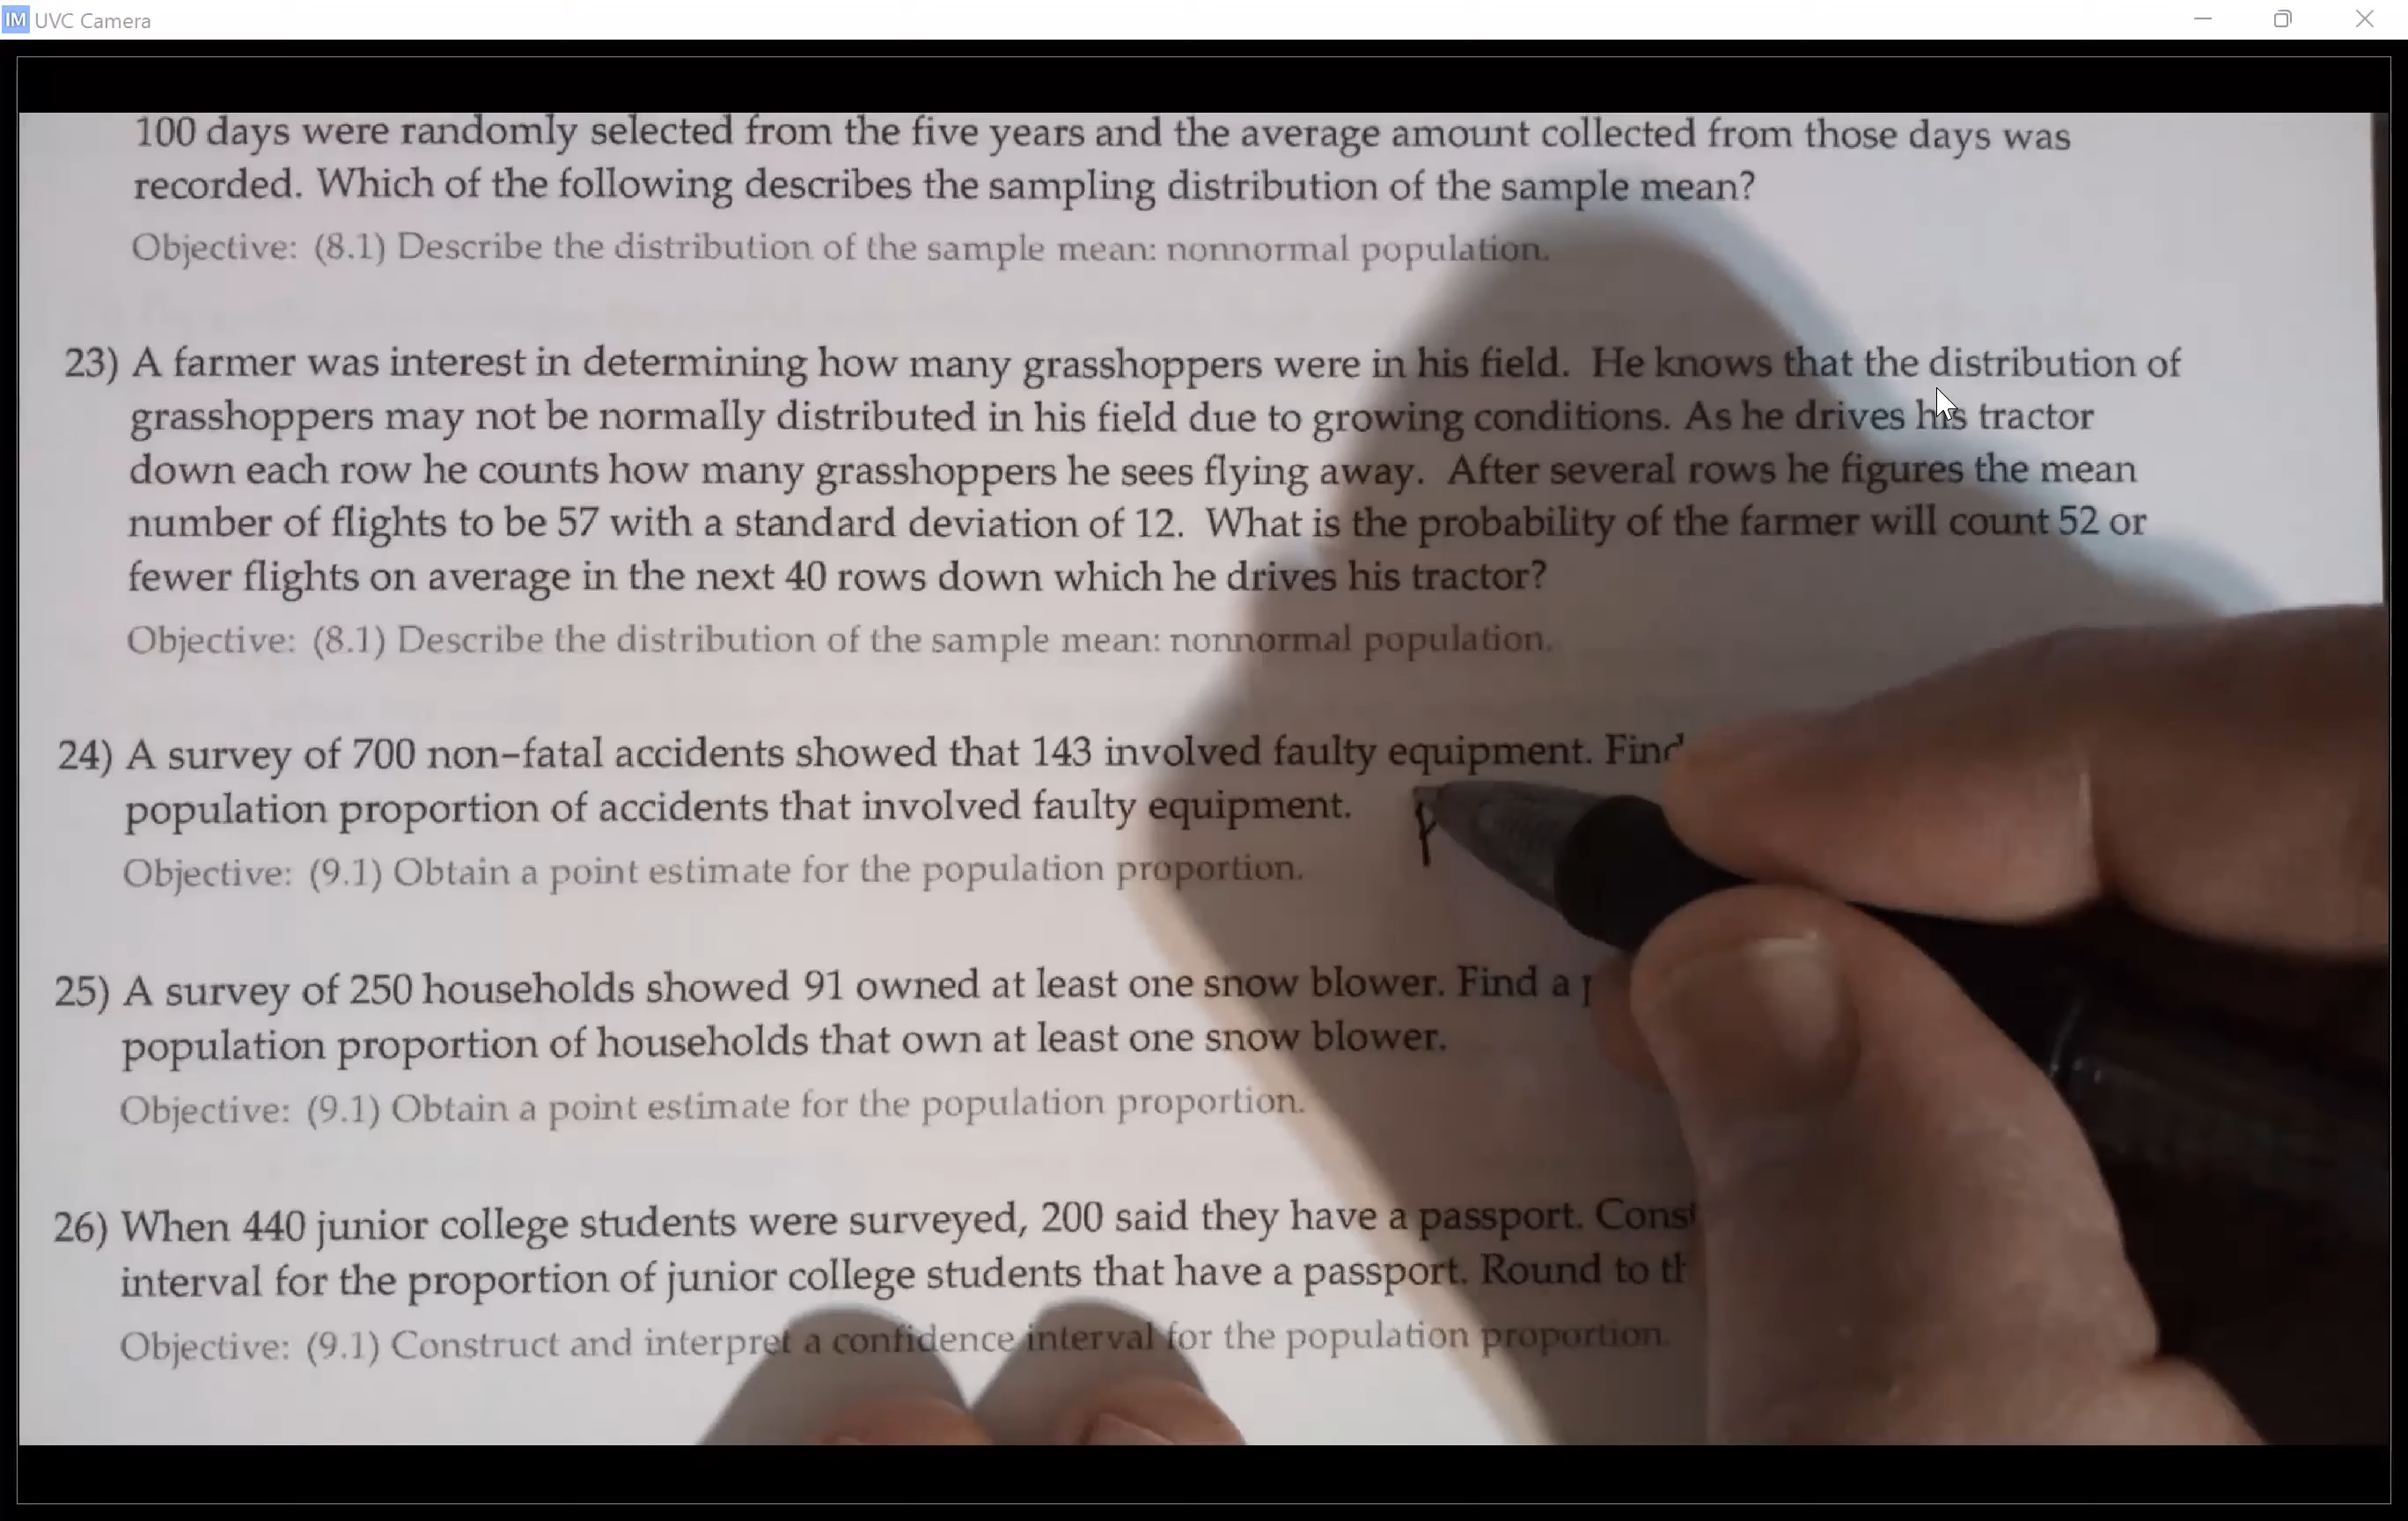 IM UVC Camera
100 days were randomly selected from the five years and the average amount collected from those days was
recorded. Which of the following describes the sampling distribution of the sample mean?
Objective: (8.1) Describe the distribution of the sample mean: nonnormal population.
23) A farmer was interest in determining how many grasshoppers were in his field. He knows that the distribution of
grasshoppers may not be normally distributed in his field due to growing conditions. As he drives his tractor
down each row he counts how many grasshoppers he sees flying away. After several rows he figures the mean
number of flights to be 57 with a standard deviation of 12. What is the probability of the farmer will count 52 or
fewer flights on average in the next 40 rows down which he drives his tractor?
Objective: (8.1) Describe the distribution of the sample mean: nonnormal population.
24) A survey of 700 non-fatal accidents showed that 143 involved faulty equipment. Find
population proportion of accidents that involved faulty equipment.
Objective: (9.1) Obtain a point estimate for the population proportion.
25) A survey of 250 households showed 91 owned at least one snow blower. Find a
population proportion of households that own at least one snow blower.
Objective: (9.1) Obtain a point estimate for the population proportion.
26) When 440 junior college students were surveyed, 200 said they have a passport.
interval for the proportion of junior college students that have a passport. Round to
Objective: (9.1) Construct and interpret a confidence interval for the population proportion.